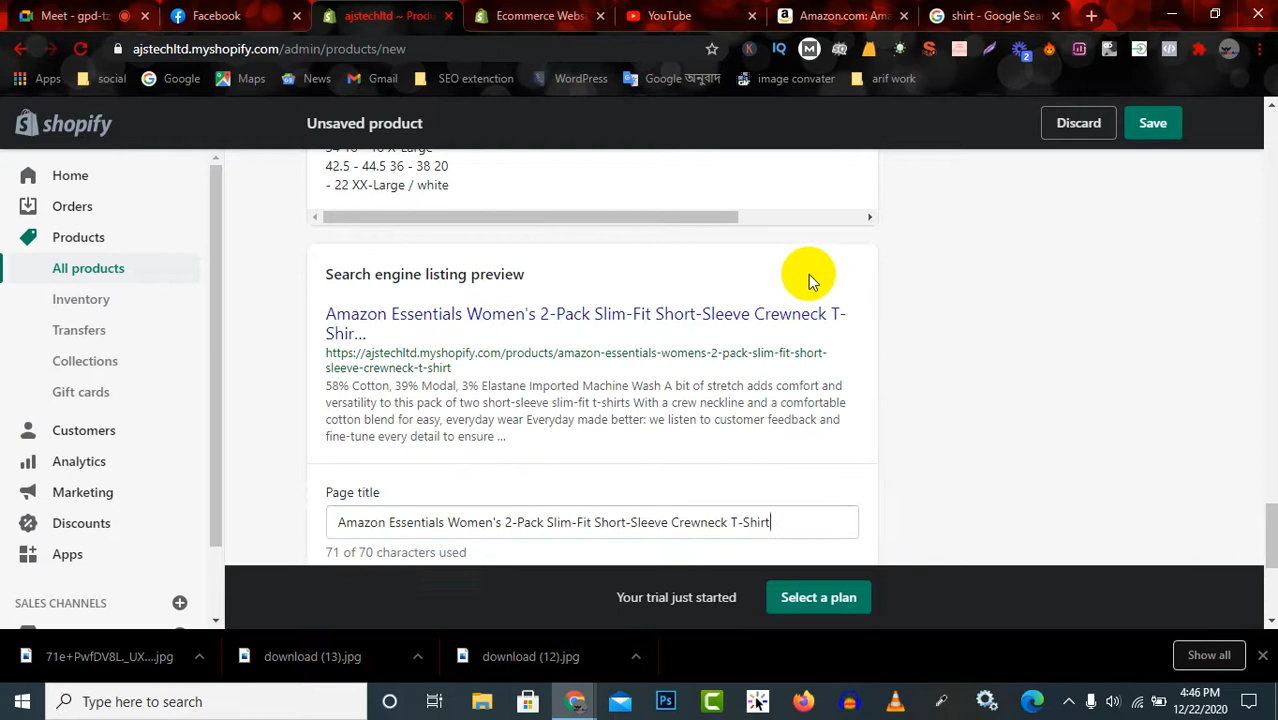 Meet - gpd-tz
Facebook
ajstechltd ~ Produ
Ecommerce Webs
YouTube
Amazon.com: Ama
shirt - Google Sea
ajstechltd.myshopify.com/admin/products/new
Apps
social
Google
Maps
News
Gmail
SEO extenction
WordPress
Google অনুবাদ
image convater
arif work
shopify
Unsaved product
Discard
Save
Home
Orders
Products
All products
Inventory
Transfers
Collections
Gift cards
Customers
Analytics
Marketing
Discounts
Apps
SALES CHANNELS
42.5 - 44.5 36 - 38 20
- 22 XX-Large / white
Search engine listing preview
Amazon Essentials Women's 2-Pack Slim-Fit Short-Sleeve Crewneck T-
Shir...
https://ajstechltd.myshopify.com/products/amazon-essentials-womens-2-pack-slim-fit-short-
sleeve-crewneck-t-shirt
58% Cotton, 39% Modal, 3% Elastane Imported Machine Wash A bit of stretch adds comfort and
versatility to this pack of two short-sleeve slim-fit t-shirts With a crew neckline and a comfortable
cotton blend for easy, everyday wear Everyday made better: we listen to customer feedback and
fine-tune every detail to ensure ...
Page title
Amazon Essentials Women's 2-Pack Slim-Fit Short-Sleeve Crewneck T-Shirt
71 of 70 characters used
Your trial just started
Select a plan
71e+PwfDV8L._UX....jpg
download (13).jpg
download (12).jpg
Show all
Type here to search
4:46 PM
12/22/2020